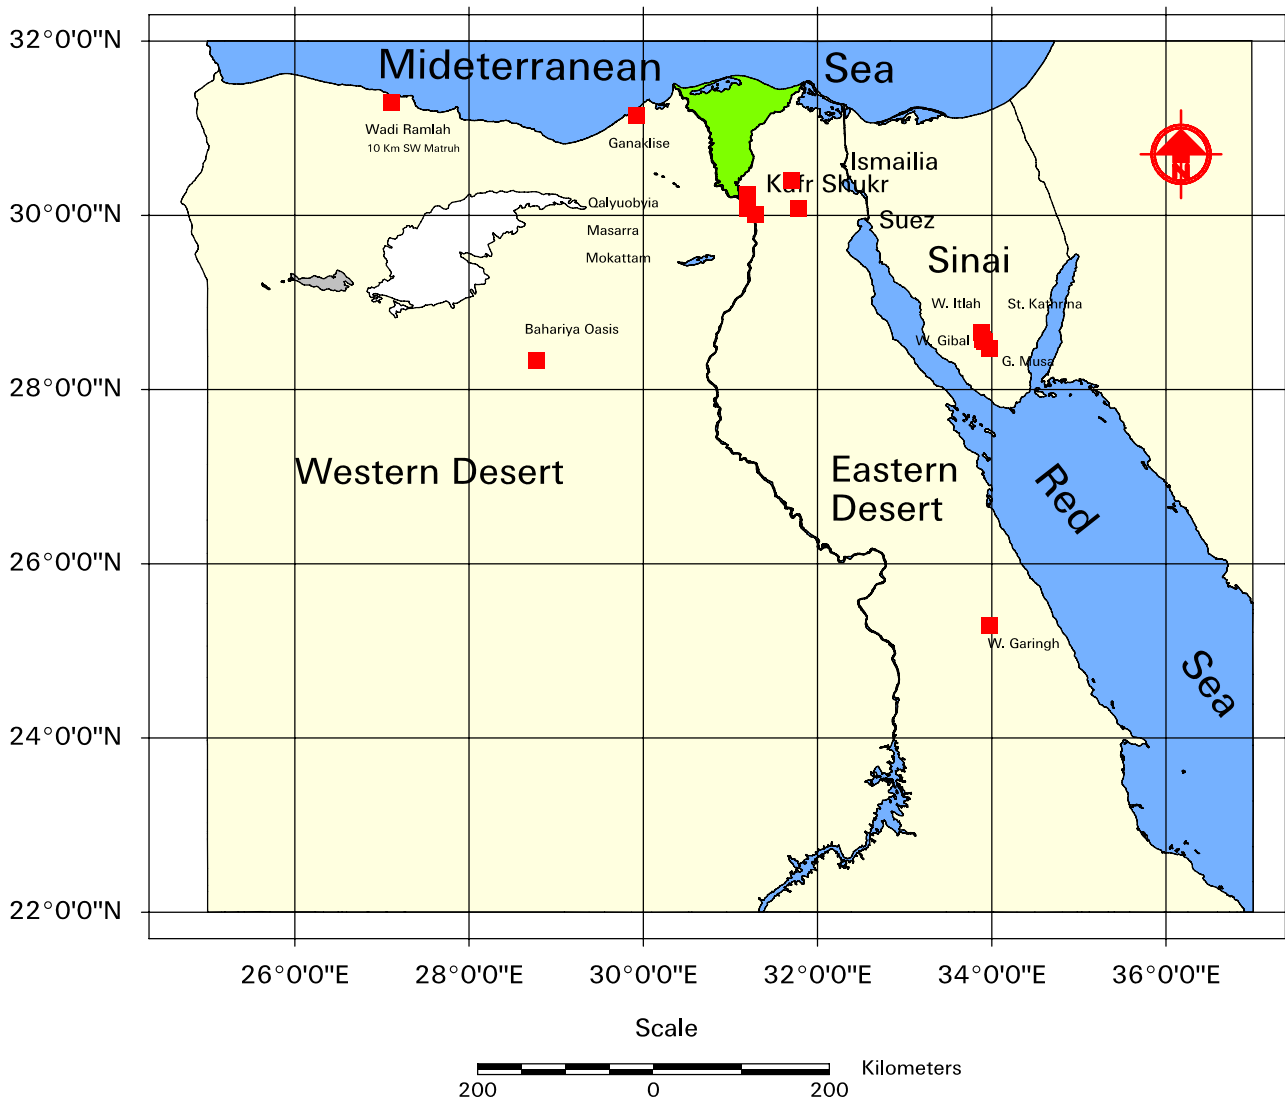 32°0'0"N
Mideterranean Sea
Wadi Ramlah
10 Km SW Matruh
Ganaklise
N
Ismailia
Kafr Shukr
30°0'0"N
Qalyuobyia
Suez
Masarra
Mokattam
Sinai
W. Itlah
St. Kathrina
Bahariya Oasis
W. Gibal
G. Musa
28°0'0"N
Western Desert
Eastern
Desert
Red
26°0'0"N
W. Garingh
Sea
24°0'0"N
22°0'0"N
26°0'0"E 28°0'0"E 30°0'0"E 32°0'0"E 34°0'0"E 36°0'0"E
Scale
Kilometers
200 0 200